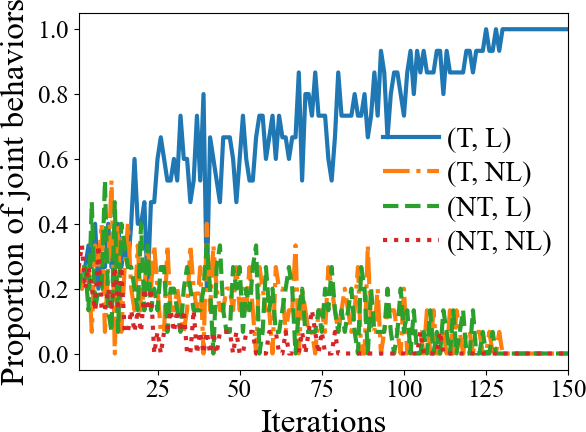 Proportion of joint behaviors
1.0
0.8
0.6
0.4
0.2
0.0
(T, L)
(T, NL)
(NT, L)
(NT, NL)
25 50 75 100 125 150
Iterations